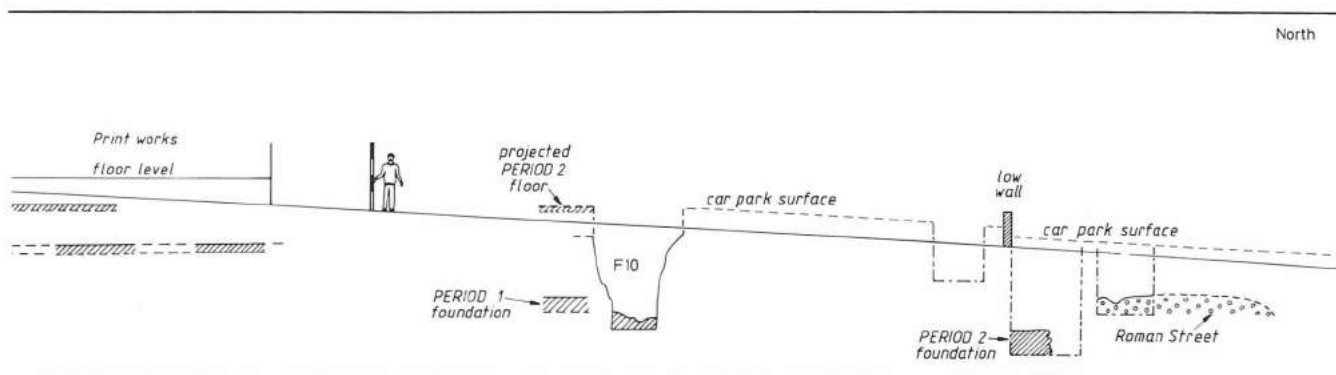 North
Print works
floor level
projected
PERIOD 2
floor
car park surface
low
wall
car park surface
F10
PERIOD 1
foundation
PERIOD 2
foundation
Roman Street